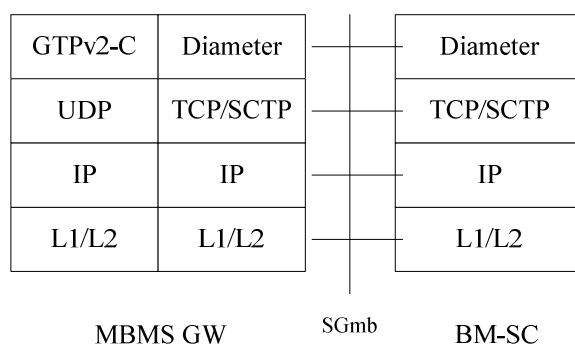 GTPv2-C Diameter Diameter
UDP TCP/SCTP TCP/SCTP
IP IP IP
L1/L2 L1/L2 L1/L2
MBMS GW SGmb BM-SC